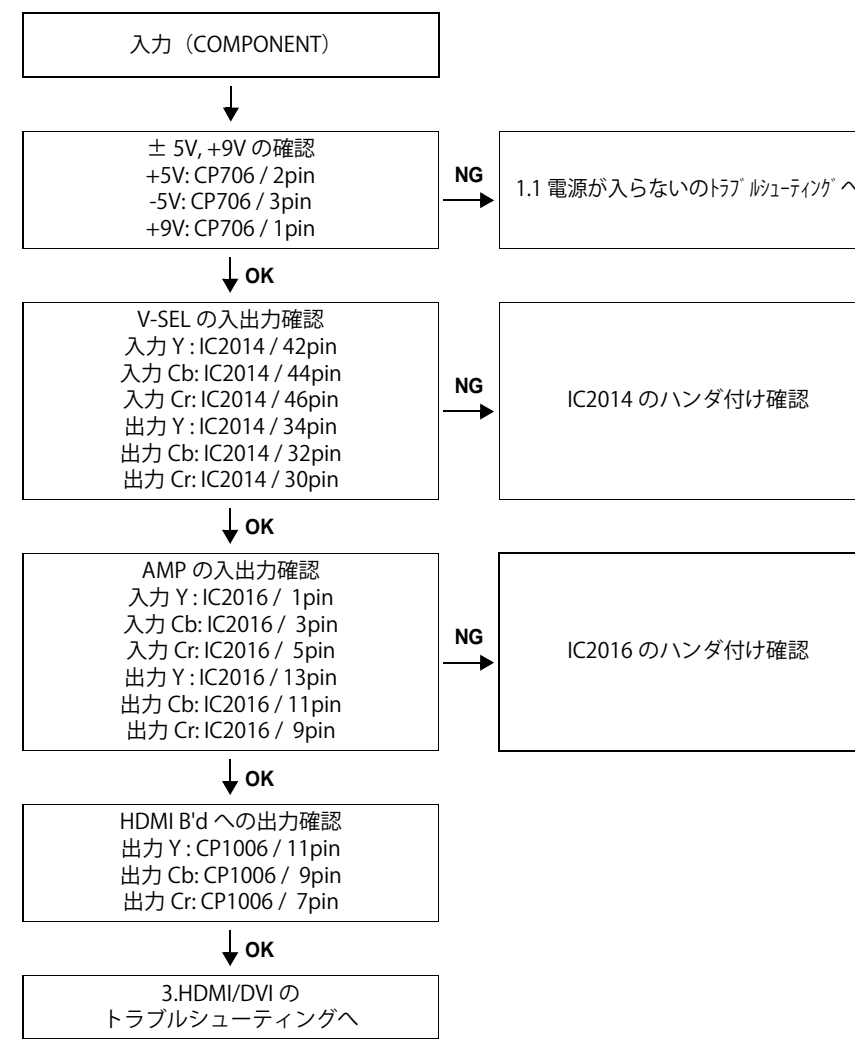 入力（COMPONENT）
± 5V, +9V の確認
+5V: CP706 / 2pin
-5V: CP706 / 3pin
+9V: CP706 / 1pin
NG
1.1 電源が入らないのﾄﾗﾌﾞﾙｼｭｰﾃｨﾝｸﾞへ
OK
V-SEL の入出力確認
入力 Y : IC2014 / 42pin
入力 Cb: IC2014 / 44pin
入力 Cr: IC2014 / 46pin
出力 Y : IC2014 / 34pin
出力 Cb: IC2014 / 32pin
出力 Cr: IC2014 / 30pin
NG
IC2014 のハンダ付け確認
OK
AMP の入出力確認
入力 Y : IC2016 / 1pin
入力 Cb: IC2016 / 3pin
入力 Cr: IC2016 / 5pin
出力 Y : IC2016 / 13pin
出力 Cb: IC2016 / 11pin
出力 Cr: IC2016 / 9pin
NG
IC2016 のハンダ付け確認
OK
HDMI B'd への出力確認
出力 Y : CP1006 / 11pin
出力 Cb: CP1006 / 9pin
出力 Cr: CP1006 / 7pin
OK
3.HDMI/DVI の
トラブルシューティングへ